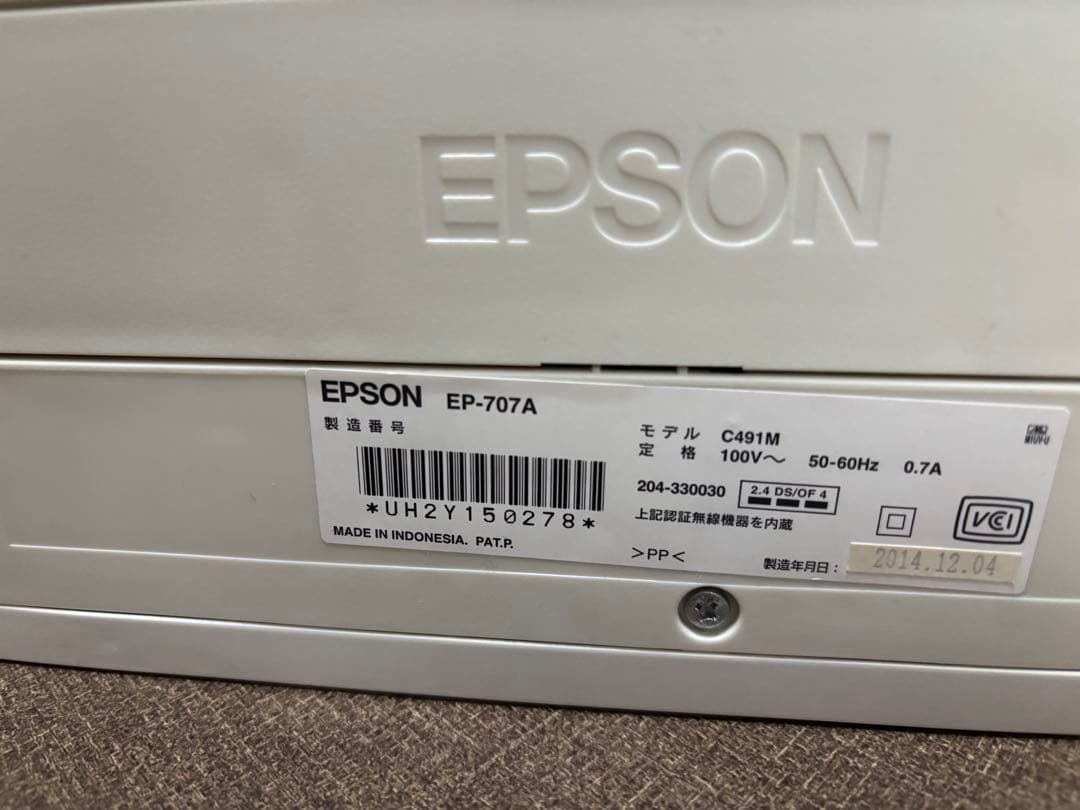 EPSON
EPSON EP-707A
製造番号
*UH2Y150278*
MADE IN INDONESIA. PAT.P.
モデル C491M
定格 100V～ 50-60Hz 0.7A
204-330030 2.4 DS/OF 4
上記認証無線機器を内蔵
>PP<
VCCI
製造年月日: 2014.12.04